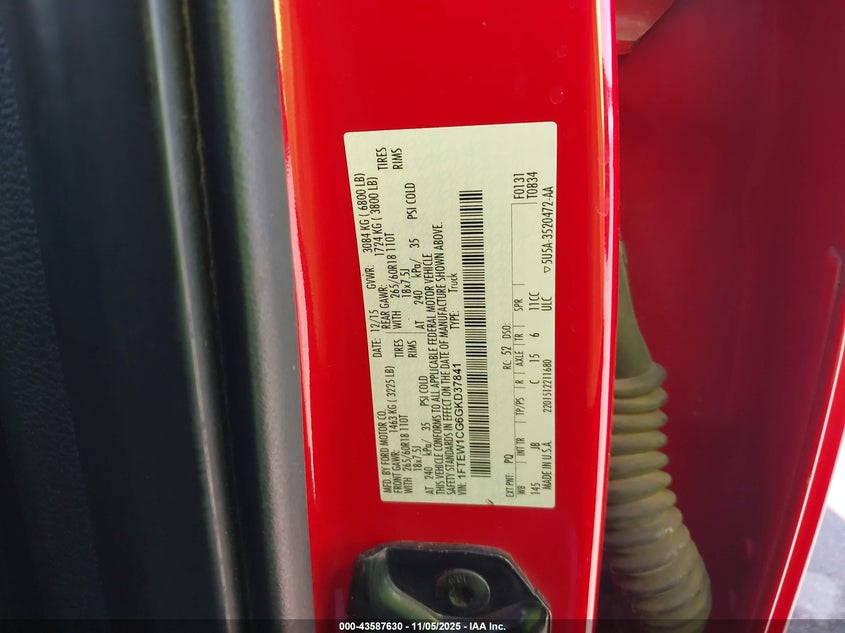 MFD. BY FORD MOTOR CO.
DATE: 12/15 GVWR: 3084 KG ( 6800 LB)
FRONT GAWR: 1463 KG ( 3225 LB) REAR GAWR: 1724 KG ( 3800 LB)
WITH 265/60R18 110T TIRES WITH 265/60R18 110T TIRES
18x7.5J RIMS 18x7.5J RIMS
AT 240 kPa/ 35 PSI COLD AT 240 kPa/ 35 PSI COLD
THIS VEHICLE CONFORMS TO ALL APPLICABLE FEDERAL MOTOR VEHICLE
SAFETY STANDARDS IN EFFECT ON THE DATE OF MANUFACTURE SHOWN ABOVE.
VIN: 1FTEW1CG6GKD37841 TYPE: Truck
F0131
T0834
EXT PNT: PQ RC: 52 DSO:
WB INT TR TP/PS R AXLE TR SPR
145 JB C 15 6 11CC
ULC
MADE IN U.S.A. 2201512211680
▽5U5A-3520472-AA
000-43587630 - 11/05/2025 - IAA Inc.